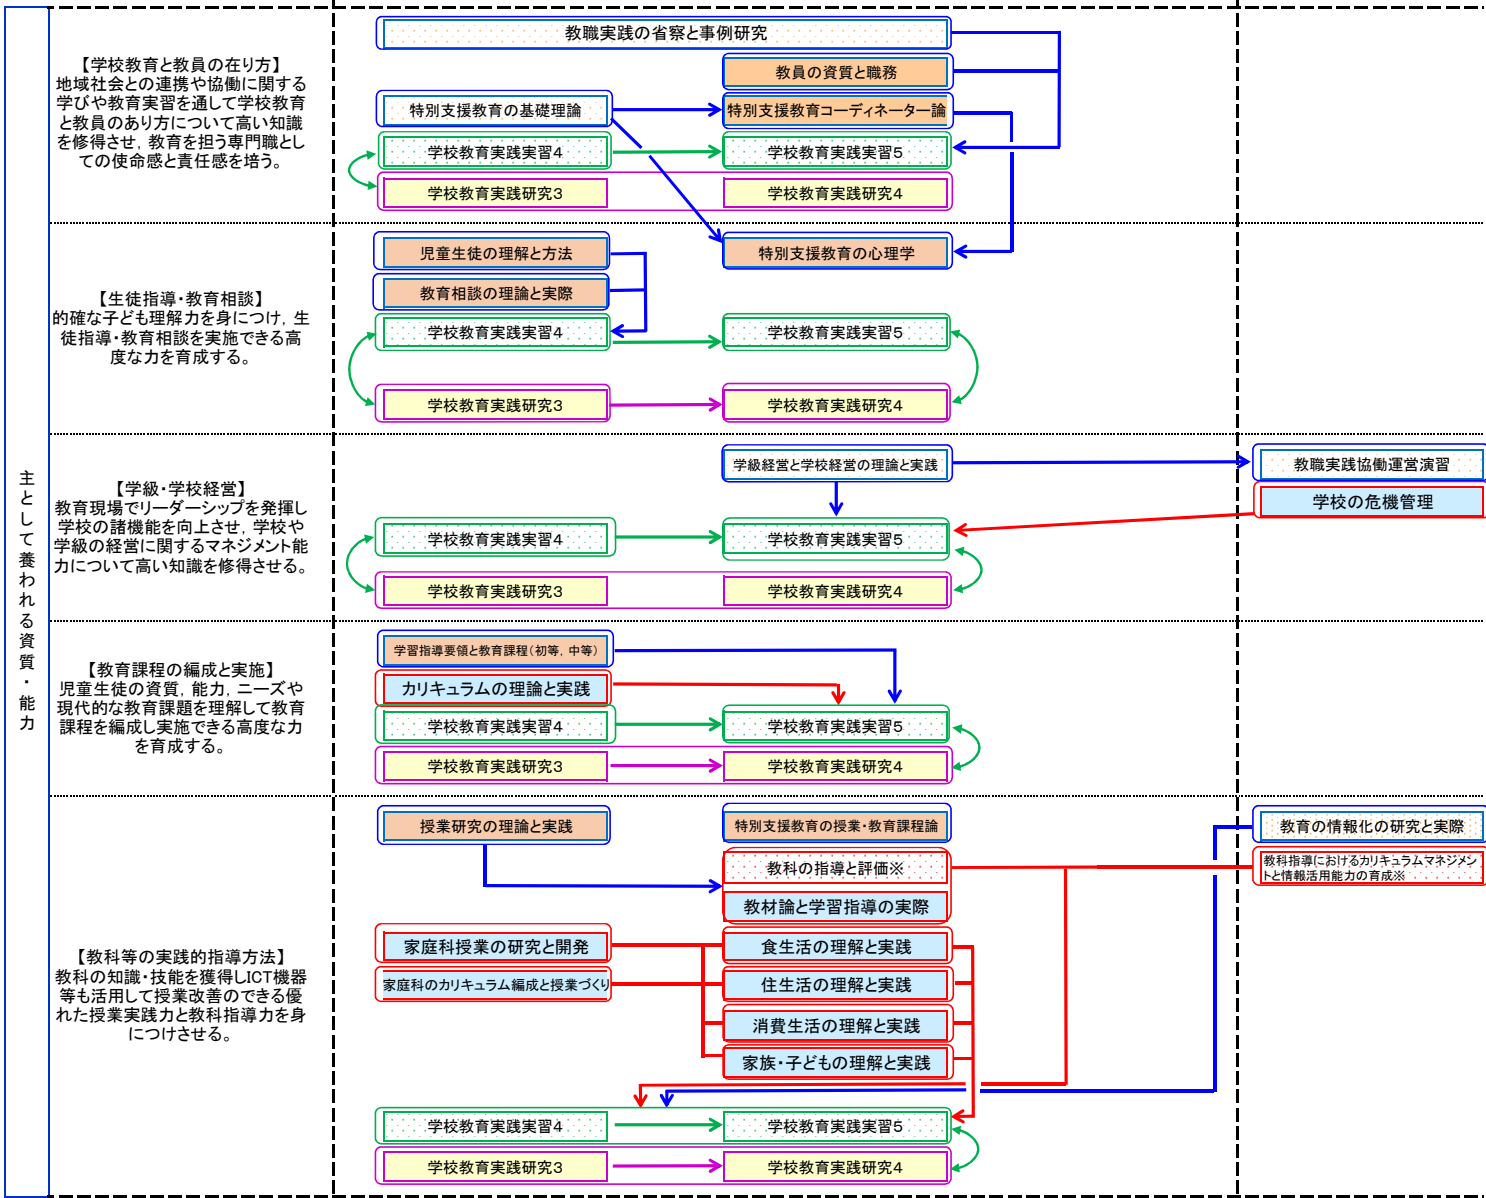 主として養われる資質・能力
【学校教育と教員の在り方】
地域社会との連携や協働に関する
学びや教育実習を通して学校教育
と教員のあり方について高い知識
を修得させ，教育を担う専門職とし
ての使命感と責任感を培う。
教職実践の省察と事例研究
教員の資質と職務
特別支援教育の基礎理論
特別支援教育コーディネーター論
学校教育実践実習4
学校教育実践実習5
学校教育実践研究3
学校教育実践研究4
【生徒指導・教育相談】
的確な子ども理解力を身につけ，生
徒指導・教育相談を実施できる高
度な力を育成する。
児童生徒の理解と方法
特別支援教育の心理学
教育相談の理論と実際
学校教育実践実習4
学校教育実践実習5
学校教育実践研究3
学校教育実践研究4
【学級・学校経営】
教育現場でリーダーシップを発揮し
学校の諸機能を向上させ，学校や
学級の経営に関するマネジメント能
力について高い知識を修得させる。
学級経営と学校経営の理論と実践
教職実践協働運営演習
学校の危機管理
学校教育実践実習4
学校教育実践実習5
学校教育実践研究3
学校教育実践研究4
【教育課程の編成と実施】
児童生徒の資質，能力，ニーズや
現代的な教育課題を理解して教育
課程を編成し実施できる高度な力
を育成する。
学習指導要領と教育課程（初等，中等）
カリキュラムの理論と実践
学校教育実践実習4
学校教育実践実習5
学校教育実践研究3
学校教育実践研究4
【教科等の実践的指導方法】
教科の知識・技能を獲得しICT機器
等も活用して授業改善のできる優
れた授業実践力と教科指導力を身
につけさせる。
授業研究の理論と実践
特別支援教育の授業・教育課程論
教育の情報化の研究と実際
教科の指導と評価※
教科指導におけるカリキュラムマネジメン
トと情報活用能力の育成※
教材論と学習指導の実際
家庭科授業の研究と開発
食生活の理解と実践
家庭科のカリキュラム編成と授業づくり
住生活の理解と実践
消費生活の理解と実践
家族・子どもの理解と実践
学校教育実践実習4
学校教育実践実習5
学校教育実践研究3
学校教育実践研究4